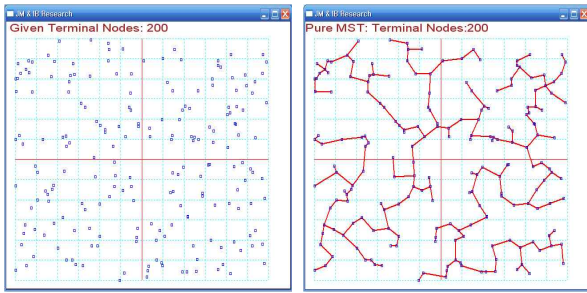 JM & IB Research
Given Terminal Nodes: 200
JM & IB Research
Pure MST: Terminal Nodes:200